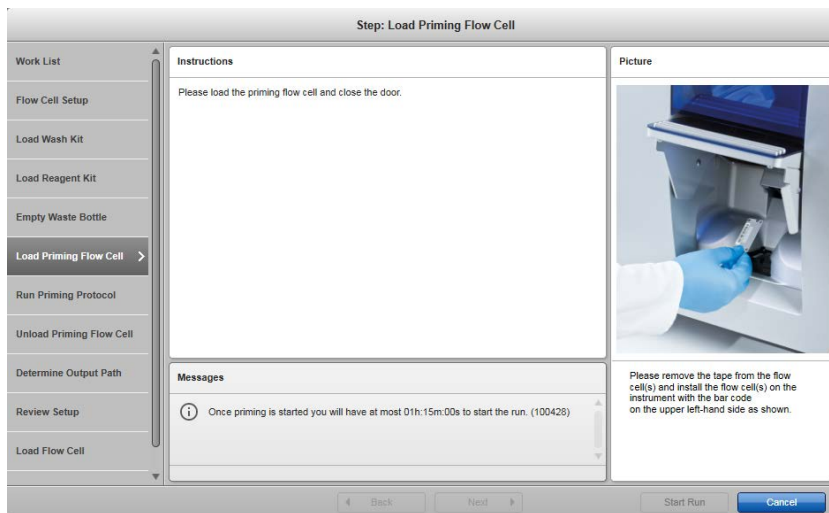 Step: Load Priming Flow Cell
Work List
Flow Cell Setup
Load Wash Kit
Load Reagent Kit
Empty Waste Bottle
Load Priming Flow Cell
Run Priming Protocol
Unload Priming Flow Cell
Determine Output Path
Review Setup
Load Flow Cell
Instructions
Please load the priming flow cell and close the door.
Messages
Once priming is started you will have at most 01h:15m:00s to start the run. (100428)
Picture
Please remove the tape from the flow
cell(s) and install the flow cell(s) on the
instrument with the bar code
on the upper left-hand side as shown.
Back
Next
Start Run
Cancel